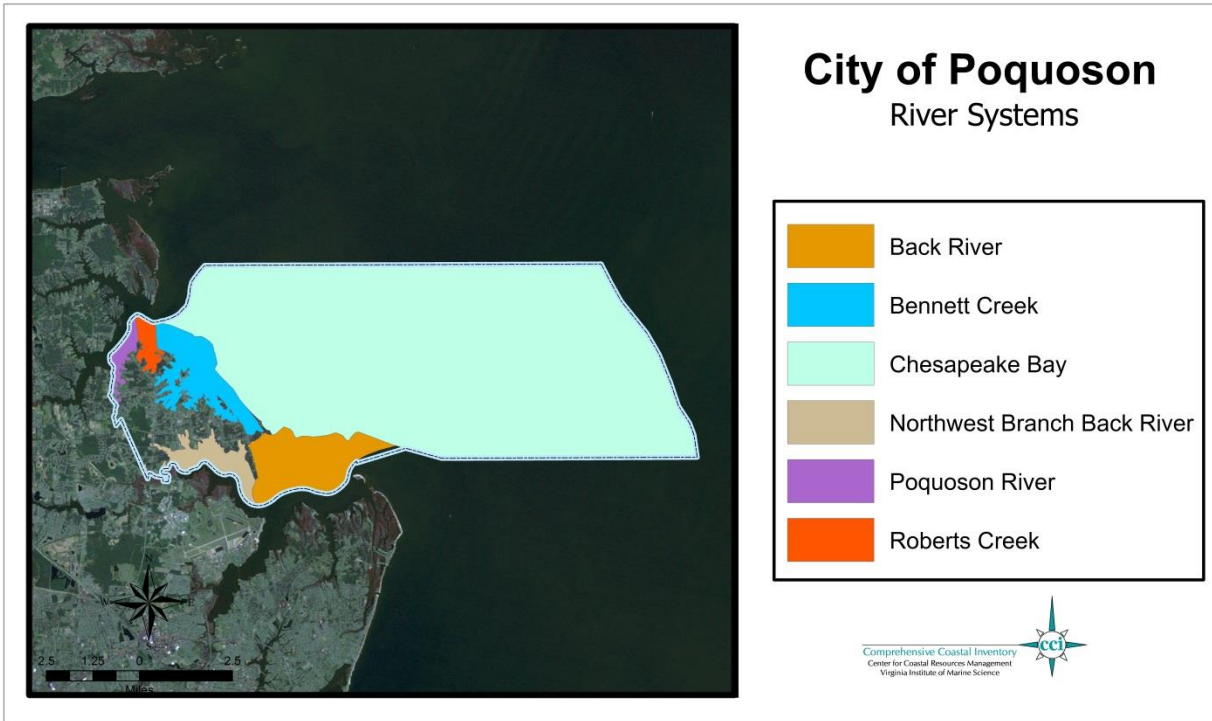 City of Poquoson
River Systems
Back River
Bennett Creek
Chesapeake Bay
Northwest Branch Back River
Poquoson River
Roberts Creek
N
W
E
2.5 1.25 0 2.5
Miles
cci
Comprehensive Coastal Inventory
Center for Coastal Resources Management
Virginia Institute of Marine Science